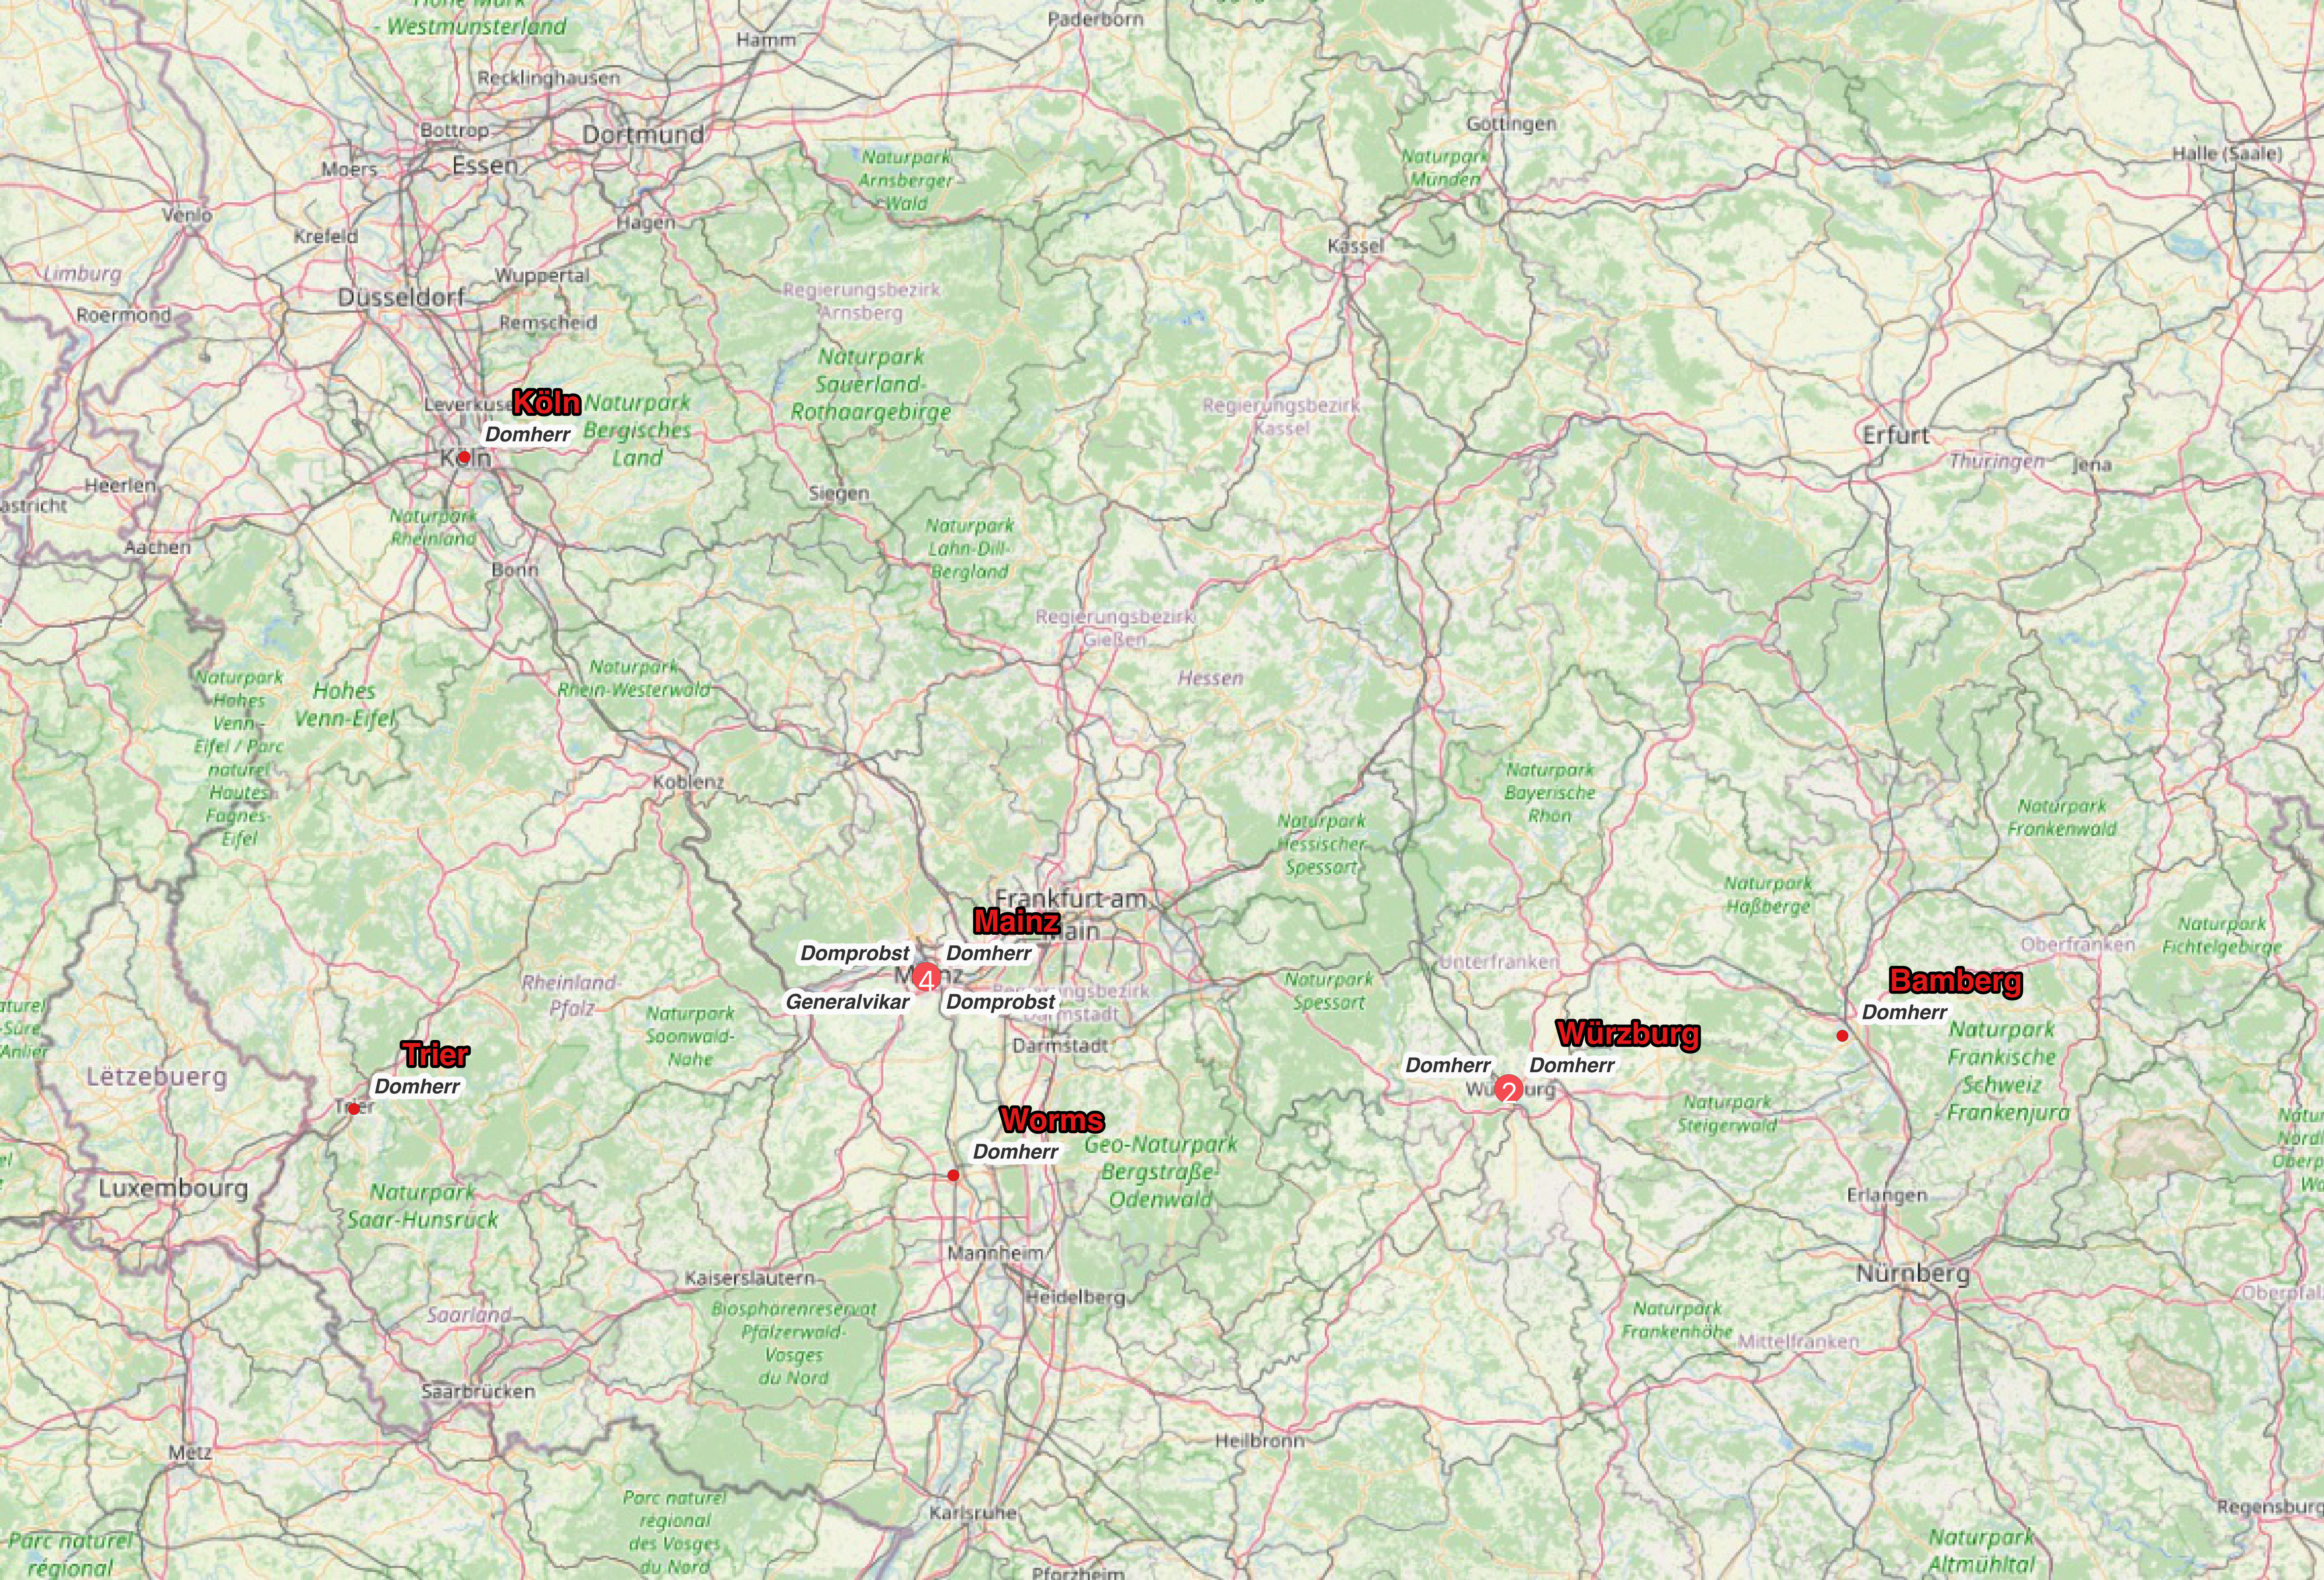 Hohe Mark
- Westmünsterland
Paderborn
Hamm
Recklinghausen
Bottrop
Dortmund
Göttingen
Moers
Essen
Naturpark
Arnsberger
Wald
Naturpark
Münden
Halle (Saale)
Venlo
Krefeld
Hagen
Kassel
Limburg
Wuppertal
Düsseldorf
Regierungsbezirk
Arnsberg
Roermond
Remscheid
Naturpark
Sauerland-
Rothaargebirge
Köln
Domherr
Köln
Naturpark
Bergisches
Land
Regierungsbezirk
Kassel
Erfurt
Thüringen
Jena
Heerlen
astricht
Siegen
Naturpark
Rheinland
Naturpark
Lahn-Dill-
Bergland
Aachen
Bonn
Regierungsbezirk
Gießen
Hessen
Naturpark
Rhein-Westerwald
Naturpark
Hohes
Venn-
Eifel / Parc
naturel
Hautes
Fagnes-
Eifel
Hohes
Venn-Eifel
Koblenz
Naturpark
Bayerische
Rhön
Naturpark
Frankenwald
Naturpark
Hessischer
Spessart
Naturpark
Haßberge
Frankfurt am
Main
Mainz
Domprobst
Domherr
4
Generalvikar
Domprobst
Regierungsbezirk
Darmstadt
Darmstadt
Oberfranken
Naturpark
Fichtelgebirge
Unterfranken
Naturpark
Spessart
Rheinland-
Pfalz
Naturpark
Soonwald-
Nahe
Bamberg
Domherr
Naturpark
Fränkische
Schweiz
- Frankenjura
Würzburg
Domherr
Domherr
2
Naturpark
Steigerwald
Trier
Domherr
Trier
Lëtzebuerg
Luxembourg
Worms
Domherr
Geo-Naturpark
Bergstraße-
Odenwald
Naturpark
Saar-Hunsrück
Erlangen
Mannheim
Kaiserslautern
Heidelberg
Nürnberg
Oberpfalz
Saarland
Biosphärenreservat
Pfälzerwald-
Vosges
du Nord
Naturpark
Frankenhöhe
Mittelfranken
Saarbrücken
Metz
Heilbronn
Parc naturel
régional
des Vosges
du Nord
Karlsruhe
Regensburg
Parc naturel
régional
Naturpark
Altmühltal
Pforzheim